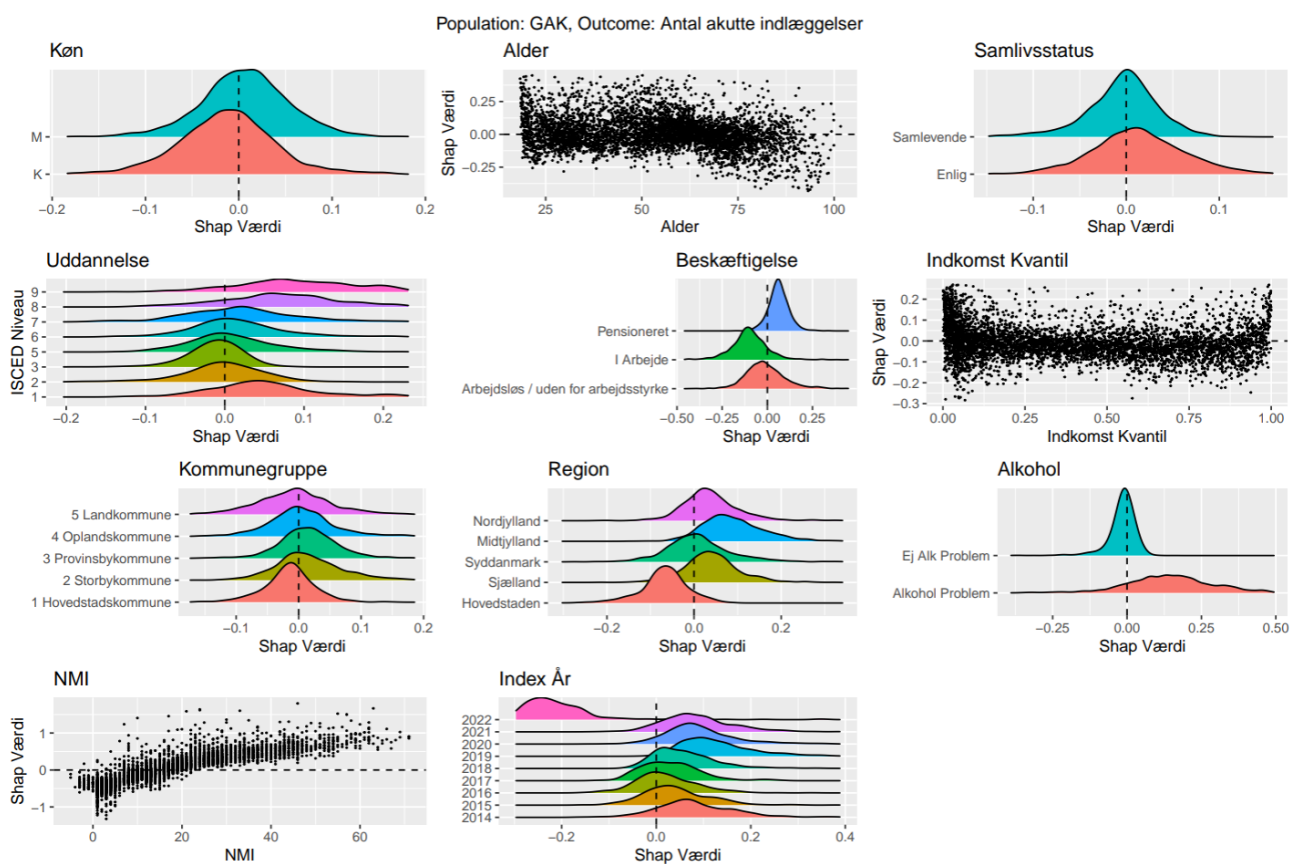 Population: GAK, Outcome: Antal akutte indlæggelser
Køn
M
K
−0.2 −0.1 0.0 0.1 0.2
Shap Værdi
Alder
Shap Værdi
0.25
0.00
−0.25
25 50 75 100
Alder
Samlivsstatus
Samlevende
Enlig
−0.1 0.0 0.1
Shap Værdi
Uddannelse
ISCED Niveau
9
8
7
6
5
3
2
1
−0.2 −0.1 0.0 0.1 0.2
Shap Værdi
Beskæftigelse
Pensioneret
I Arbejde
Arbejdsløs / uden for arbejdsstyrke
−0.50 −0.25 0.00 0.25
Shap Værdi
Indkomst Kvantil
Shap Værdi
0.2
0.1
0.0
−0.1
−0.2
−0.3
0.00 0.25 0.50 0.75 1.00
Indkomst Kvantil
Kommunegruppe
5 Landkommune
4 Oplandskommune
3 Provinsbykommune
2 Storbykommune
1 Hovedstadskommune
−0.1 0.0 0.1 0.2
Shap Værdi
Region
Nordjylland
Midtjylland
Syddanmark
Sjælland
Hovedstaden
−0.2 0.0 0.2
Shap Værdi
Alkohol
Ej Alk Problem
Alkohol Problem
−0.25 0.00 0.25 0.50
Shap Værdi
NMI
Shap Værdi
1
0
−1
0 20 40 60
NMI
Index År
2022
2021
2020
2019
2018
2017
2016
2015
2014
−0.2 0.0 0.2 0.4
Shap Værdi